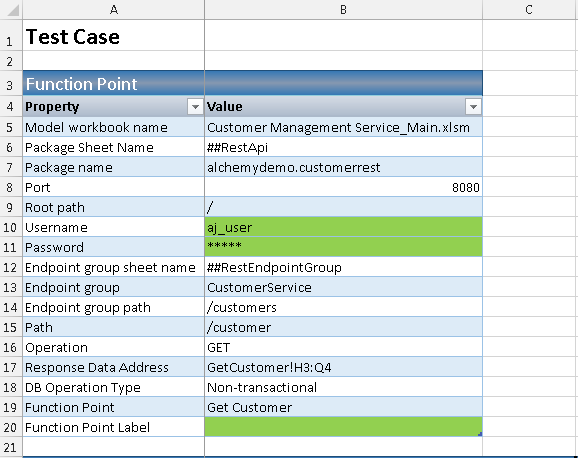 A B C
1 Test Case
2
3 Function Point
4 Property Value
5 Model workbook name Customer Management Service_Main.xlsm
6 Package Sheet Name ##RestApi
7 Package name alchemydemo.customerrest
8 Port 8080
9 Root path /
10 Username aj_user
11 Password *****
12 Endpoint group sheet name ##RestEndpointGroup
13 Endpoint group CustomerService
14 Endpoint group path /customers
15 Path /customer
16 Operation GET
17 Response Data Address GetCustomer!H3:Q4
18 DB Operation Type Non-transactional
19 Function Point Get Customer
20 Function Point Label
21